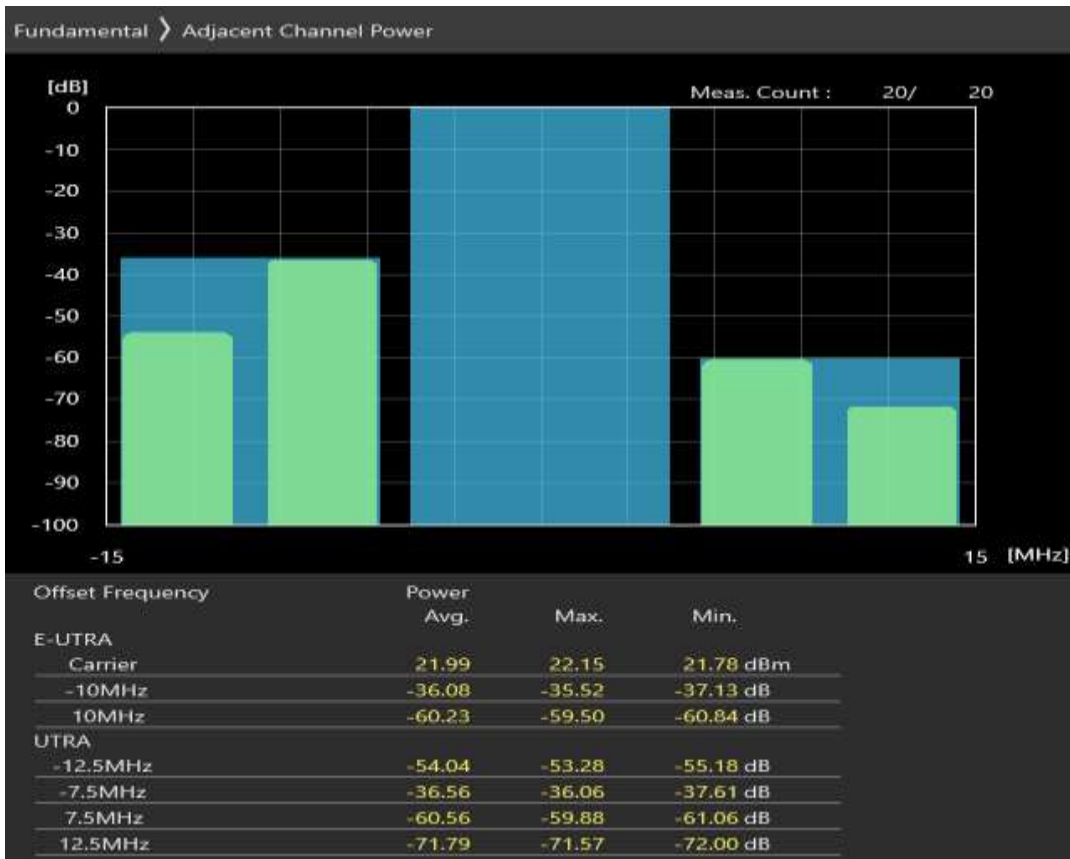 Fundamental ❭ Adjacent Channel Power
[dB]
Meas. Count : 20/ 20
0
-10
-20
-30
-40
-50
-60
-70
-80
-90
-100
-15 15 [MHz]
Offset Frequency Power
Avg. Max. Min.
E-UTRA
Carrier 21.99 22.15 21.78 dBm
-10MHz -36.08 -35.52 -37.13 dB
10MHz -60.23 -59.50 -60.84 dB
UTRA
-12.5MHz -54.04 -53.28 -55.18 dB
-7.5MHz -36.56 -36.06 -37.61 dB
7.5MHz -60.56 -59.88 -61.06 dB
12.5MHz -71.79 -71.57 -72.00 dB